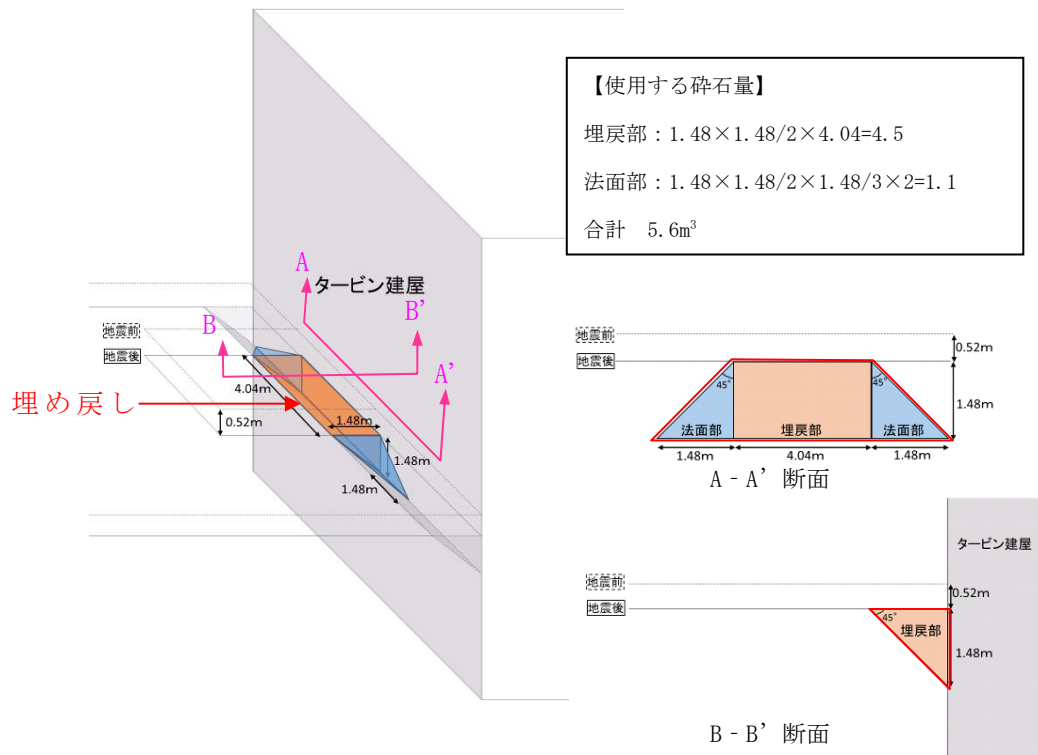 【使用する砕石量】
埋戻部：1.48×1.48/2×4.04=4.5
法面部：1.48×1.48/2×1.48/3×2=1.1
合計 5.6m³
A
タービン建屋
B'
B
A'
地震前
地震後
4.04m
埋め戻し
0.52m
1.48m
1.48m
1.48m
地震前
地震後
0.52m
45°
45°
1.48m
法面部
埋戻部
法面部
1.48m
4.04m
1.48m
A‐A’断面
タービン建屋
地震前
地震後
0.52m
45°
埋戻部
1.48m
B‐B’断面